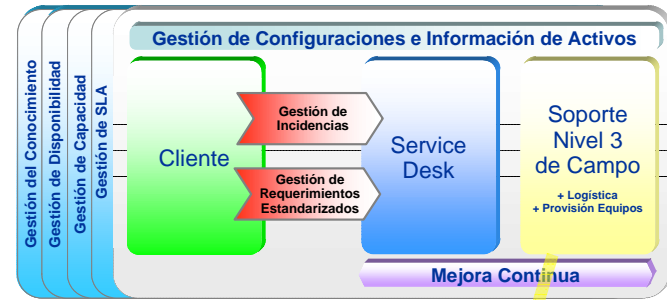 Gestión del Conocimiento
Gestión de Disponibilidad
Gestión de Capacidad
Gestión de SLA
Gestión de Configuraciones e Información de Activos
Cliente
Gestión de
Incidencias
Gestión de
Requerimientos
Estandarizados
Service
Desk
Soporte
Nivel 3
de Campo
+ Logística
+ Provisión Equipos
Mejora Continua